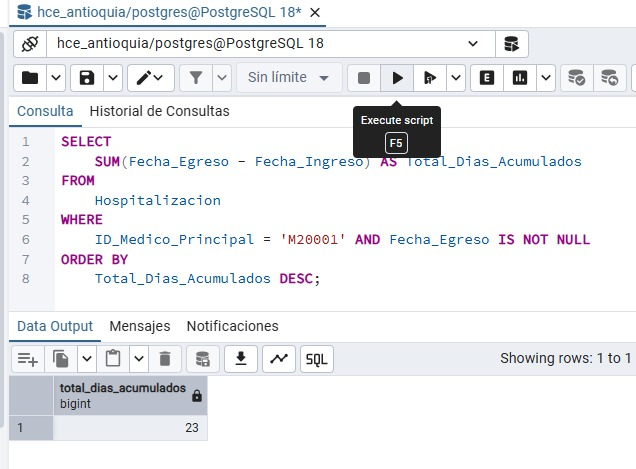 hce_antioquia/postgres@PostgreSQL 18*
hce_antioquia/postgres@PostgreSQL 18
Sin límite
E
Consulta Historial de Consultas
Execute script
F5
1 SELECT
2 SUM(Fecha_Egreso - Fecha_Ingreso) AS Total_Dias_Acumulados
3 FROM
4 Hospitalizacion
5 WHERE
6 ID_Medico_Principal = 'M20001' AND Fecha_Egreso IS NOT NULL
7 ORDER BY
8 Total_Dias_Acumulados DESC;
Data Output Mensajes Notificaciones
SQL
Showing rows: 1 to 1
total_dias_acumulados
bigint
1 23